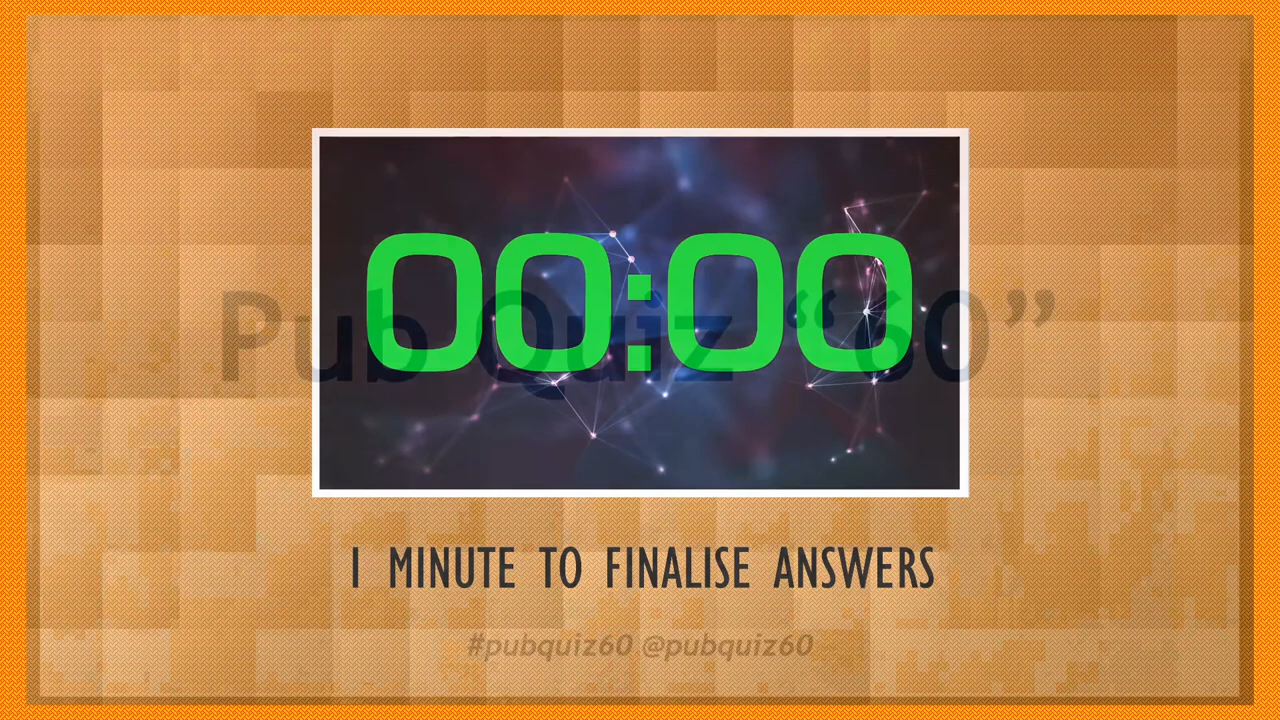 00:00
Pub Quiz “60”
1 MINUTE TO FINALISE ANSWERS
#pubquiz60 @pubquiz60